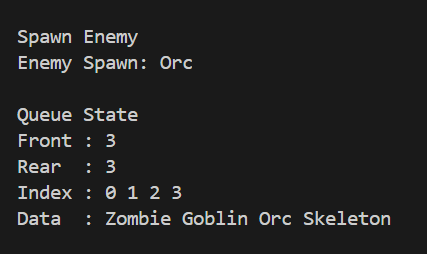 Spawn Enemy
Enemy Spawn: Orc
Queue State
Front : 3
Rear  : 3
Index : 0 1 2 3
Data  : Zombie Goblin Orc Skeleton